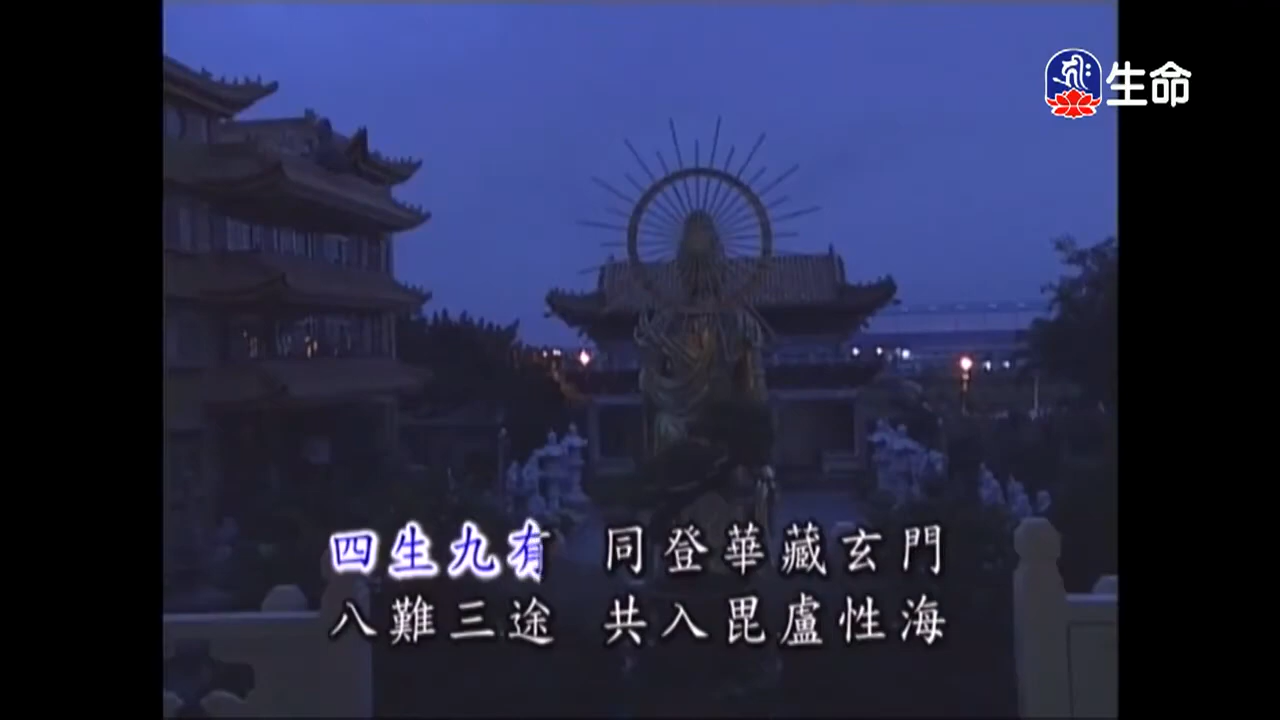 生命
四生九有 同登華藏玄門
八難三途 共入毘盧性海